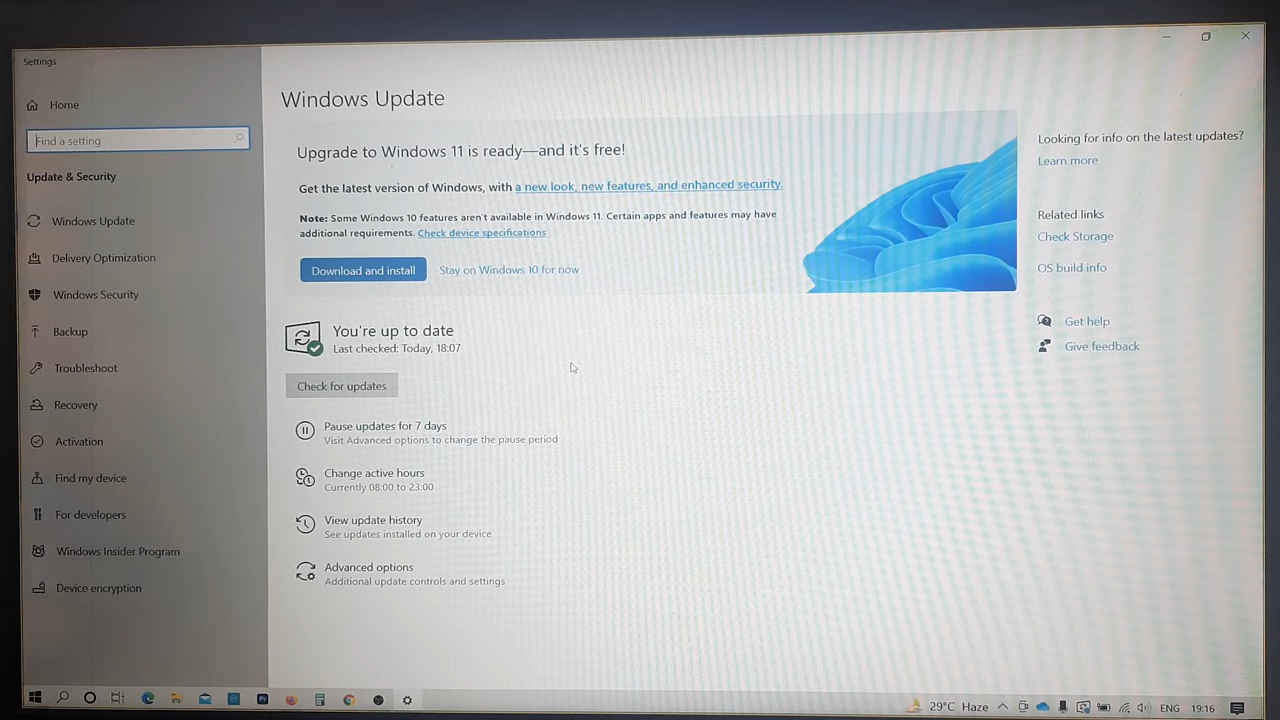 Settings
Home
Find a setting
Update & Security
Windows Update
Delivery Optimization
Windows Security
Backup
Troubleshoot
Recovery
Activation
Find my device
For developers
Windows Insider Program
Device encryption
Windows Update
Upgrade to Windows 11 is ready—and it's free!
Get the latest version of Windows, with a new look, new features, and enhanced security.
Note: Some Windows 10 features aren't available in Windows 11. Certain apps and features may have
additional requirements. Check device specifications
Download and install Stay on Windows 10 for now
You're up to date
Last checked: Today, 18:07
Check for updates
Pause updates for 7 days
Visit Advanced options to change the pause period
Change active hours
Currently 08:00 to 23:00
View update history
See updates installed on your device
Advanced options
Additional update controls and settings
Looking for info on the latest updates?
Learn more
Related links
Check Storage
OS build info
Get help
Give feedback
Pr
29°C Haze ENG 19:16